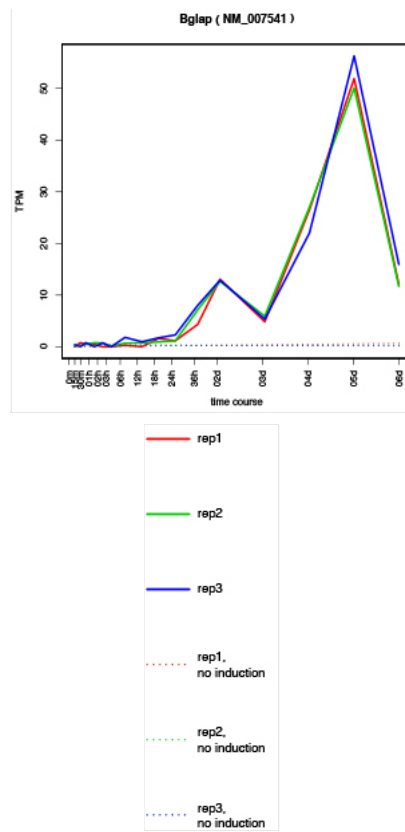 Bglap ( NM_007541 )
TPM
0
10
20
30
40
50
01h
02h
03h
06h
12h
18h
24h
36h
02d
03d
04d
05d
06d
time course
rep1
rep2
rep3
rep1,
no induction
rep2,
no induction
rep3,
no induction